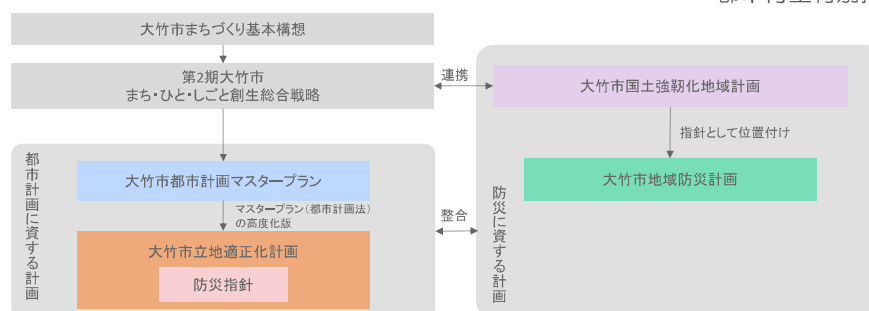 大竹市まちづくり基本構想
第2期大竹市
まち・ひと・しごと創生総合戦略
連携
大竹市国土強靭化地域計画
指針として位置付け
大竹市地域防災計画
防災に資する計画
都市計画に資する計画
大竹市都市計画マスタープラン
マスタープラン(都市計画法)
の高度化版
大竹市立地適正化計画
防災指針
整合